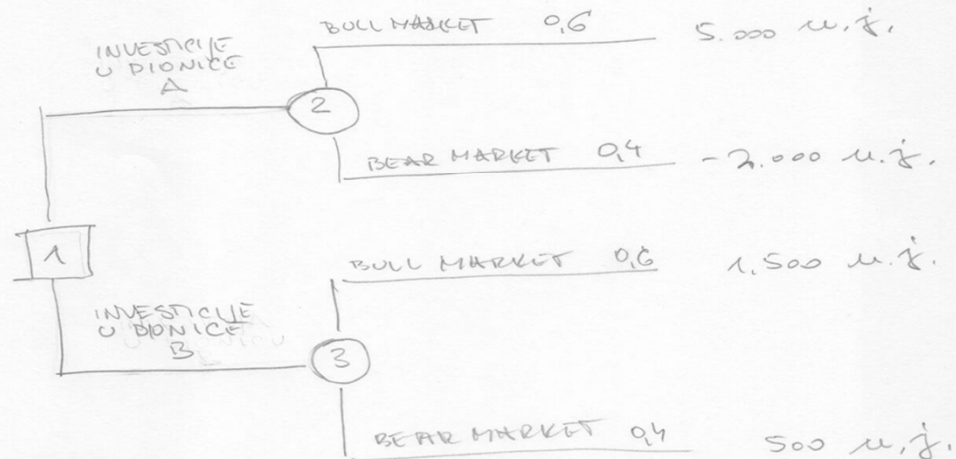 BULL MARKET 0,6 5.000 n.j.
INVESTICIJE
U DIONICE
A
2
BEAR MARKET 0,4 -2.000 n.j.
1
BULL MARKET 0,6 1.500 n.j.
INVESTICIJE
U DIONICE
B
3
BEAR MARKET 0,4 500 n.j.